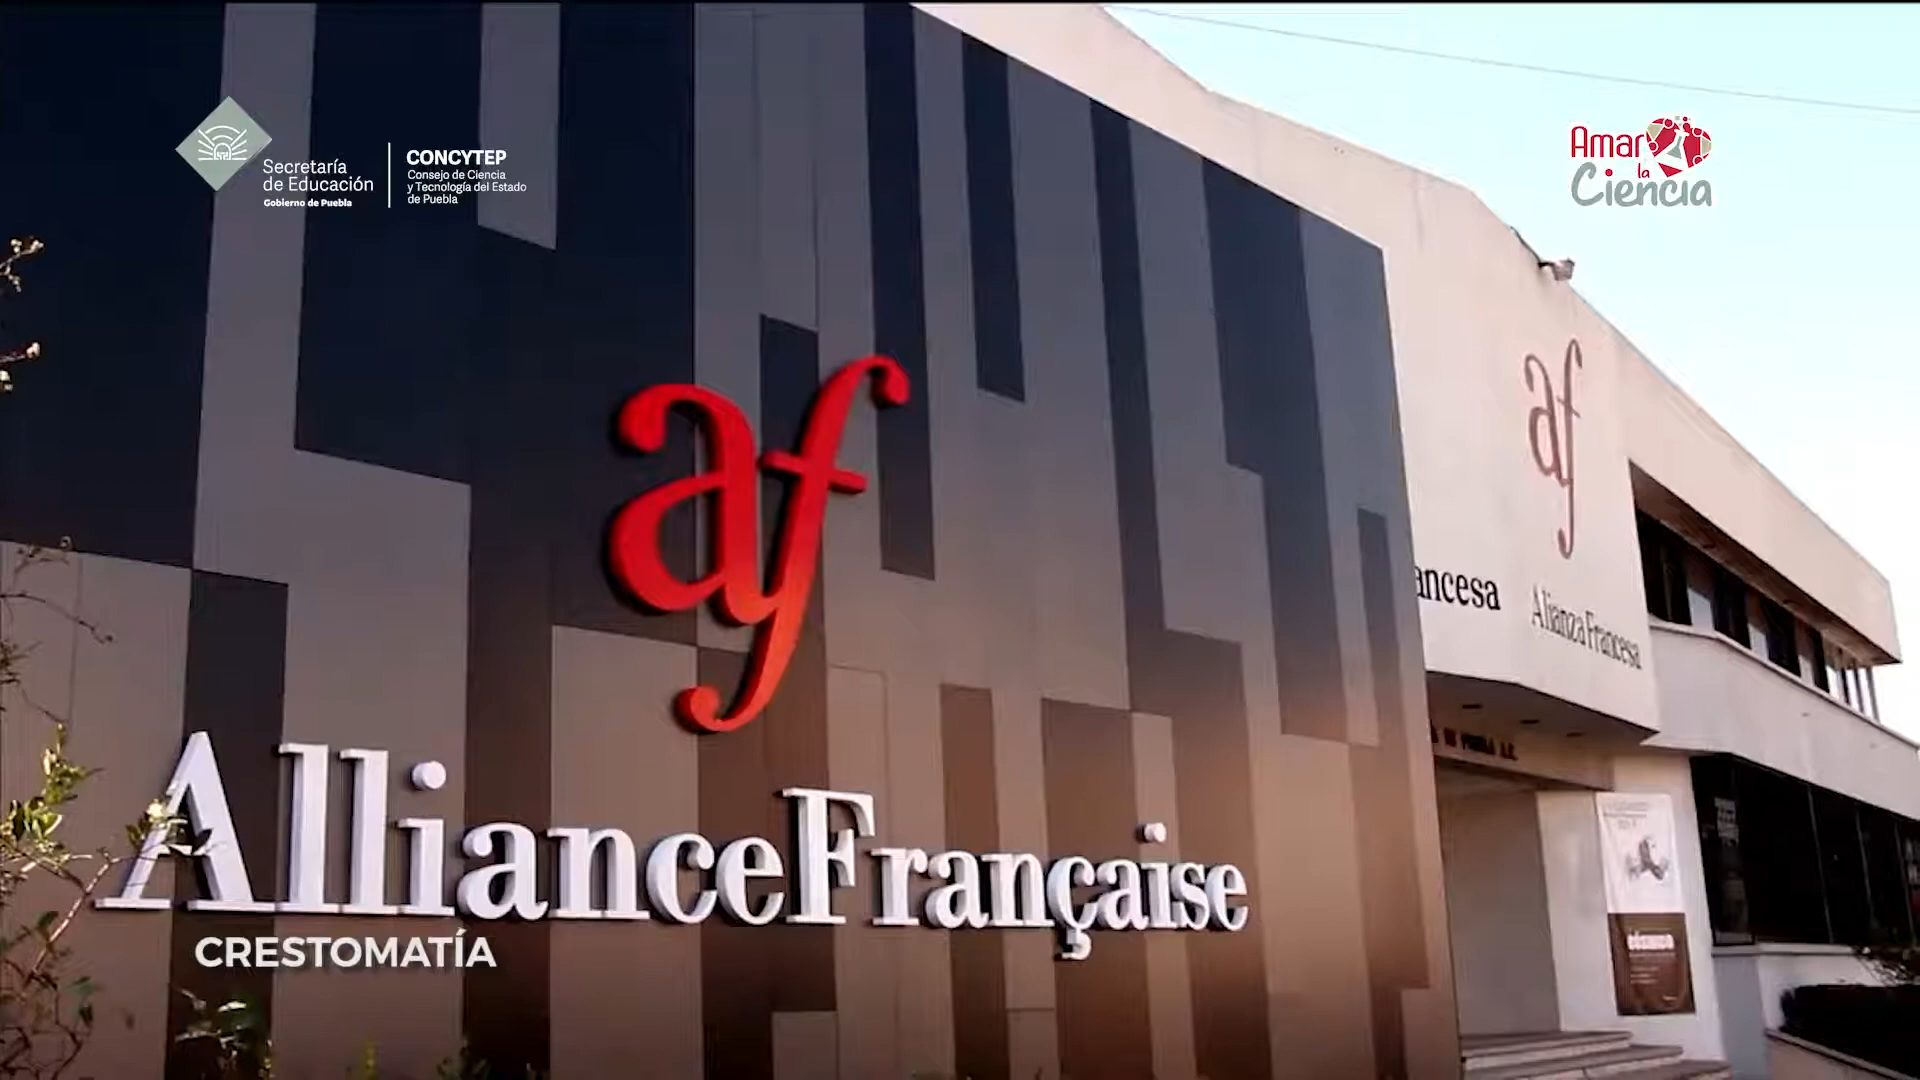 Secretaría
de Educación
Gobierno de Puebla
CONCYTEP
Consejo de Ciencia
y Tecnología del Estado
de Puebla
Amar
la
Ciencia
af
af
ancesa
Alianza Francesa
AllianceFrançaise
CRESTOMATÍA